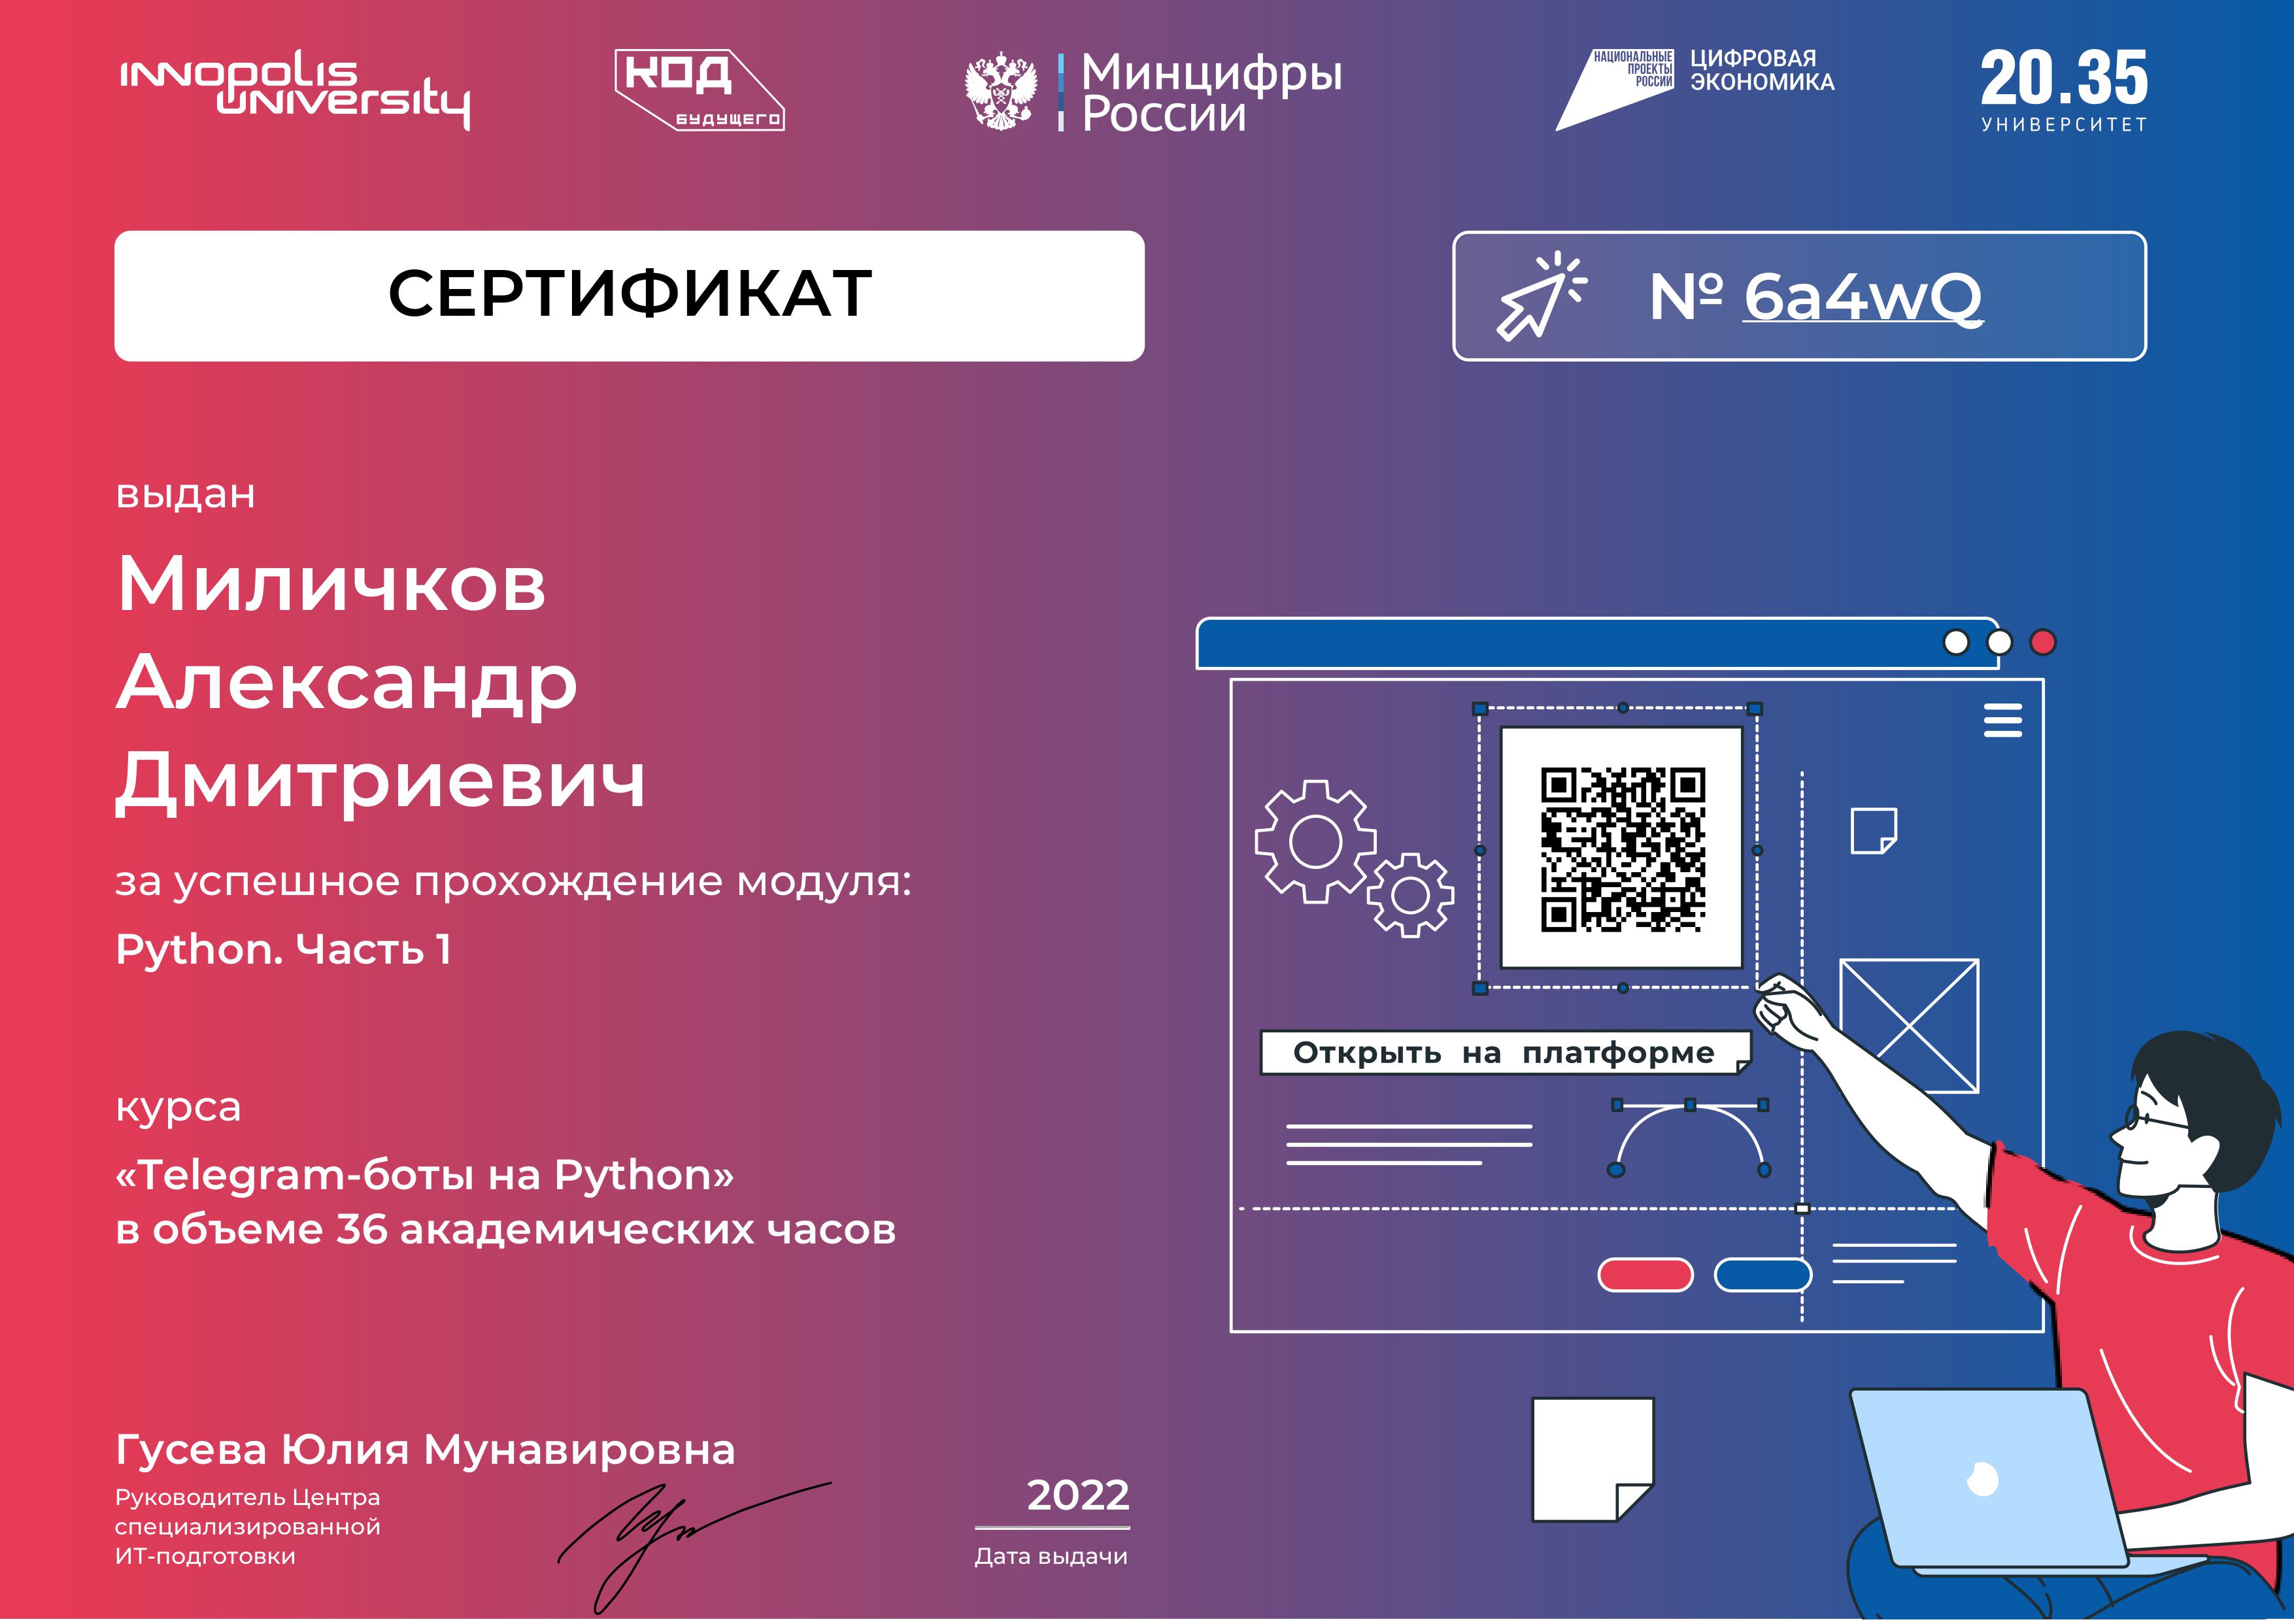 INNOPOLIS
UNIVERSITY
КОД
БУДУЩЕГО
Минцифры
России
НАЦИОНАЛЬНЫЕ
ПРОЕКТЫ
РОССИИ
ЦИФРОВАЯ
ЭКОНОМИКА
20.35
УНИВЕРСИТЕТ
СЕРТИФИКАТ
№ 6a4wQ
выдан
Миличков
Александр
Дмитриевич
за успешное прохождение модуля:
Python. Часть 1
курса
«Telegram-боты на Python»
в объеме 36 академических часов
Открыть на платформе
Гусева Юлия Мунавировна
Руководитель Центра
специализированной
ИТ-подготовки
2022
Дата выдачи